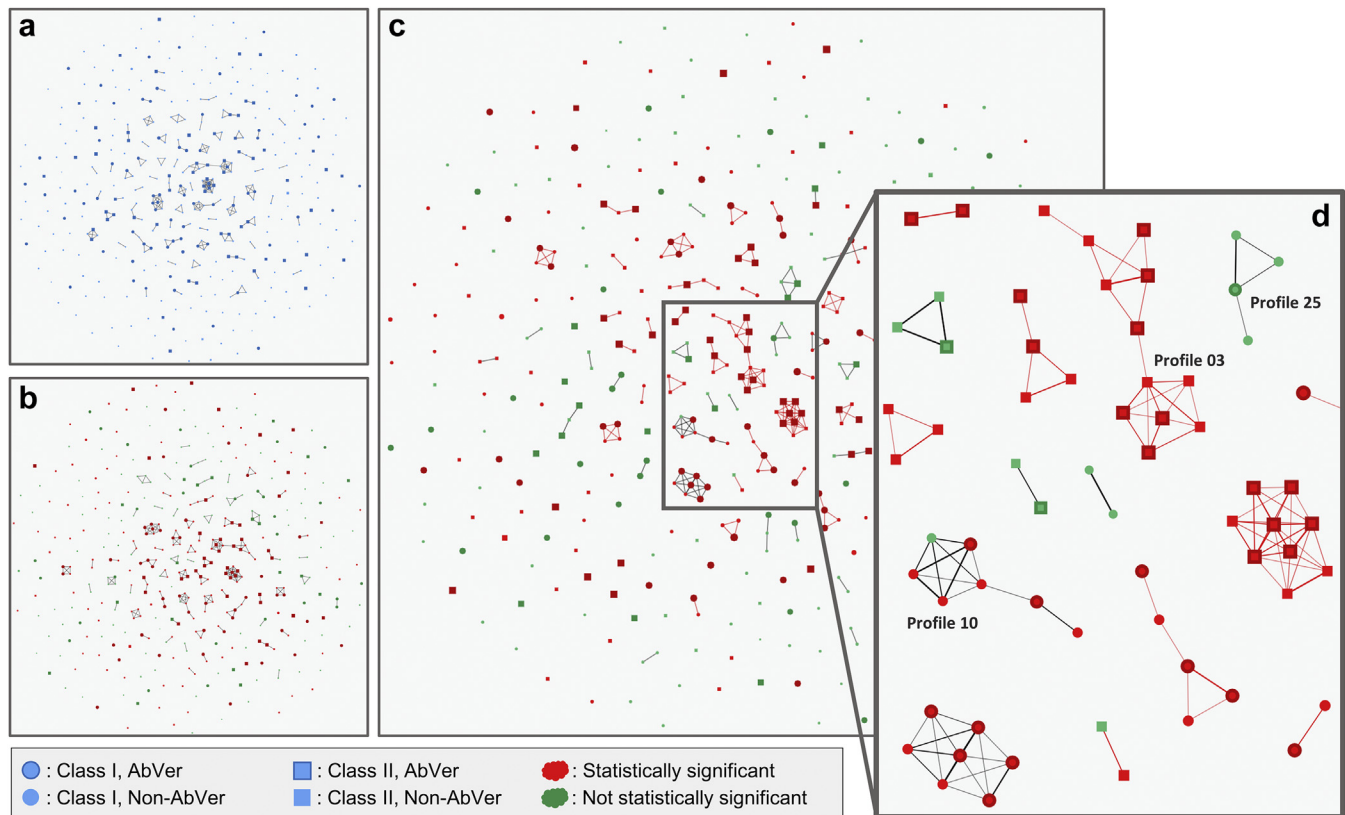 a
c
d
Profile 25
Profile 03
b
Profile 10
: Class I, AbVer
: Class II, AbVer
: Statistically significant
: Class I, Non-AbVer
: Class II, Non-AbVer
: Not statistically significant